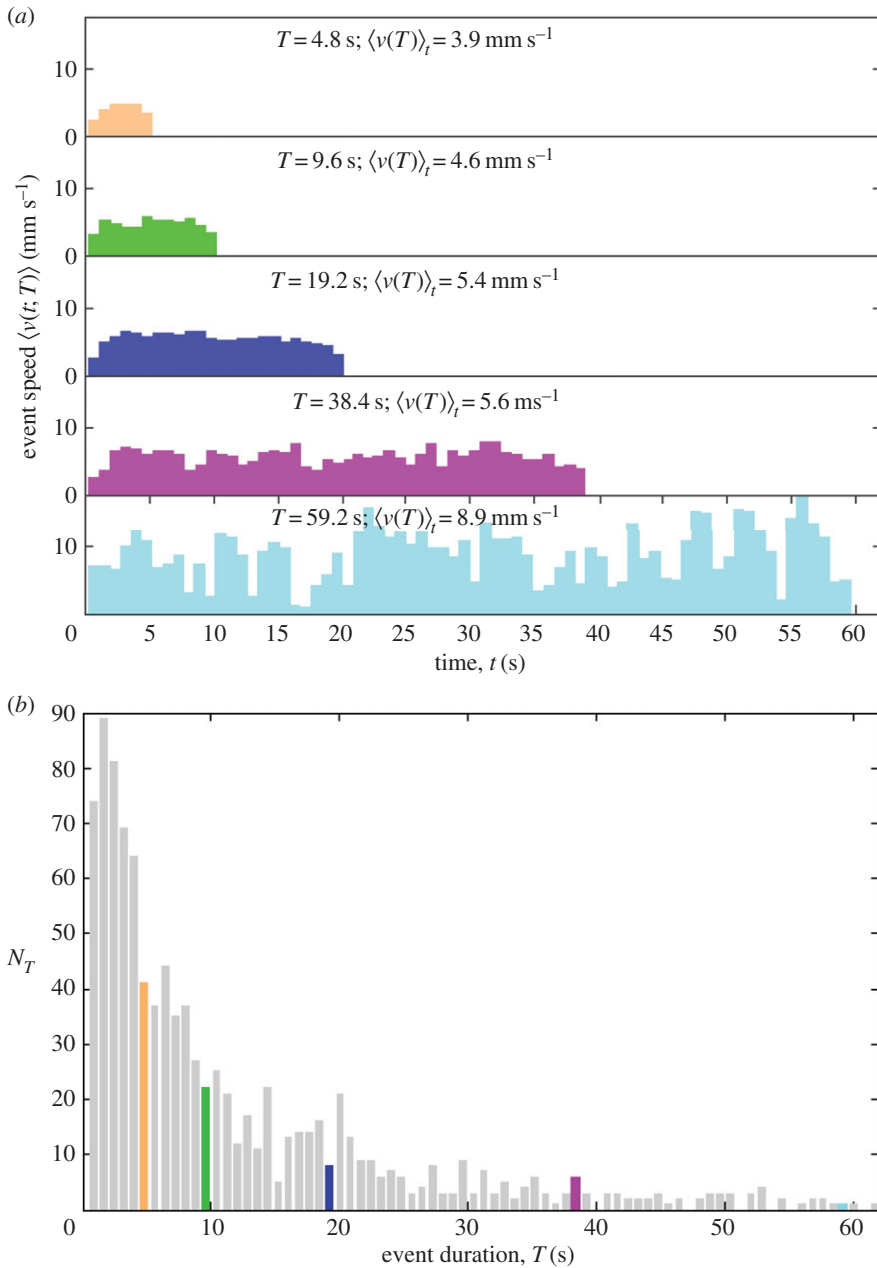 (a)
T = 4.8 s; ⟨v(T)⟩t = 3.9 mm s−1
10
0
T = 9.6 s; ⟨v(T)⟩t = 4.6 mm s−1
10
0
T = 19.2 s; ⟨v(T)⟩t = 5.4 mm s−1
10
0
T = 38.4 s; ⟨v(T)⟩t = 5.6 ms−1
10
0
T = 59.2 s; ⟨v(T)⟩t = 8.9 mm s−1
10
event speed ⟨v(t; T)⟩ (mm s−1)
0 5 10 15 20 25 30 35 40 45 50 55 60
time, t (s)
(b)
90
80
70
60
50
NT
40
30
20
10
0 10 20 30 40 50 60
event duration, T (s)